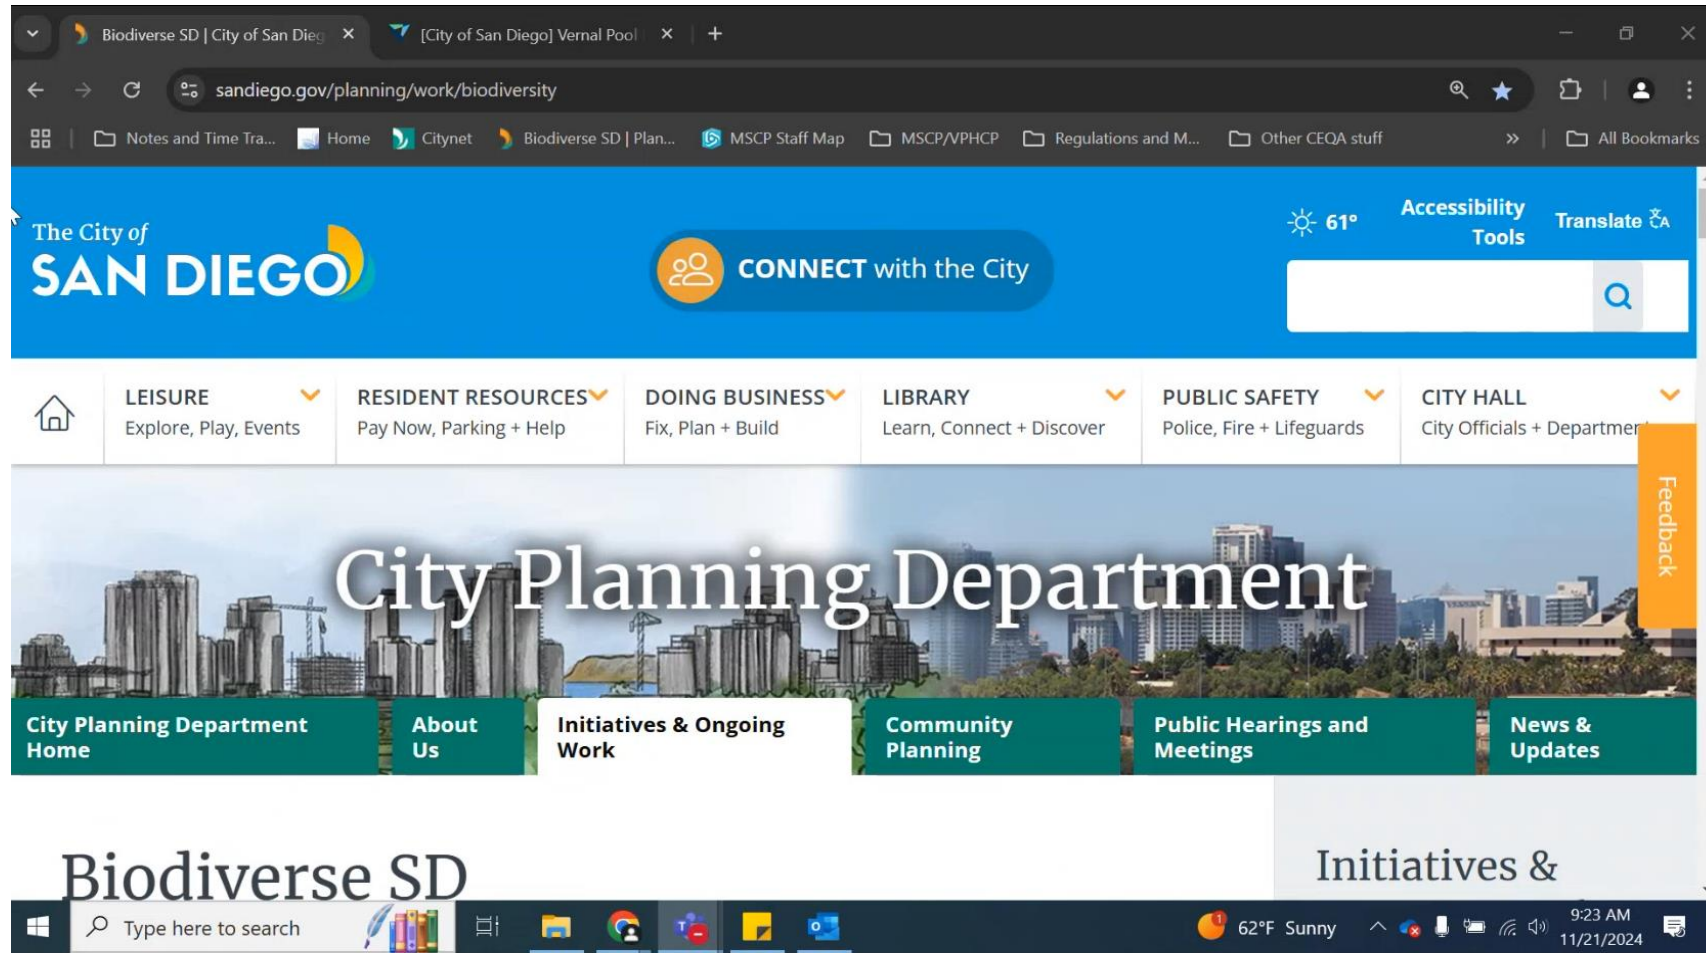 Biodiverse SD | City of San Dieg
[City of San Diego] Vernal Pool
sandiego.gov/planning/work/biodiversity
Notes and Time Tra...
Home
Citynet
Biodiverse SD | Plan...
MSCP Staff Map
MSCP/VPHCP
Regulations and M...
Other CEQA stuff
All Bookmarks
The City of
SAN DIEGO
CONNECT with the City
61°
Accessibility
Tools
Translate
LEISURE
Explore, Play, Events
RESIDENT RESOURCES
Pay Now, Parking + Help
DOING BUSINESS
Fix, Plan + Build
LIBRARY
Learn, Connect + Discover
PUBLIC SAFETY
Police, Fire + Lifeguards
CITY HALL
City Officials + Departmen
Feedback
City Planning Department
City Planning Department
Home
About
Us
Initiatives & Ongoing
Work
Community
Planning
Public Hearings and
Meetings
News &
Updates
Biodiverse SD
Initiatives &
Type here to search
1
62°F Sunny
9:23 AM
11/21/2024